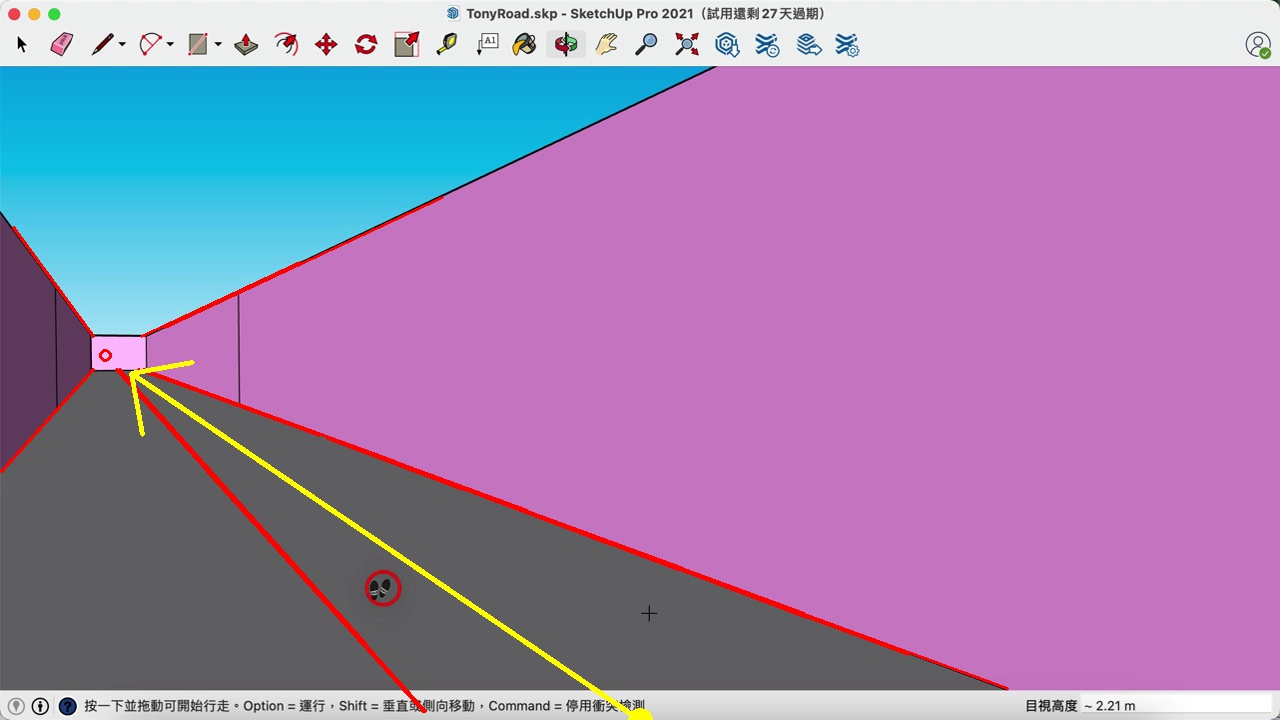 TonyRoad.skp - SketchUp Pro 2021（試用還剩 27 天過期）
A1
按一下並拖動可開始行走。Option = 運行，Shift = 垂直或側向移動，Command = 停用衝突檢測
目視高度 ~ 2.21 m